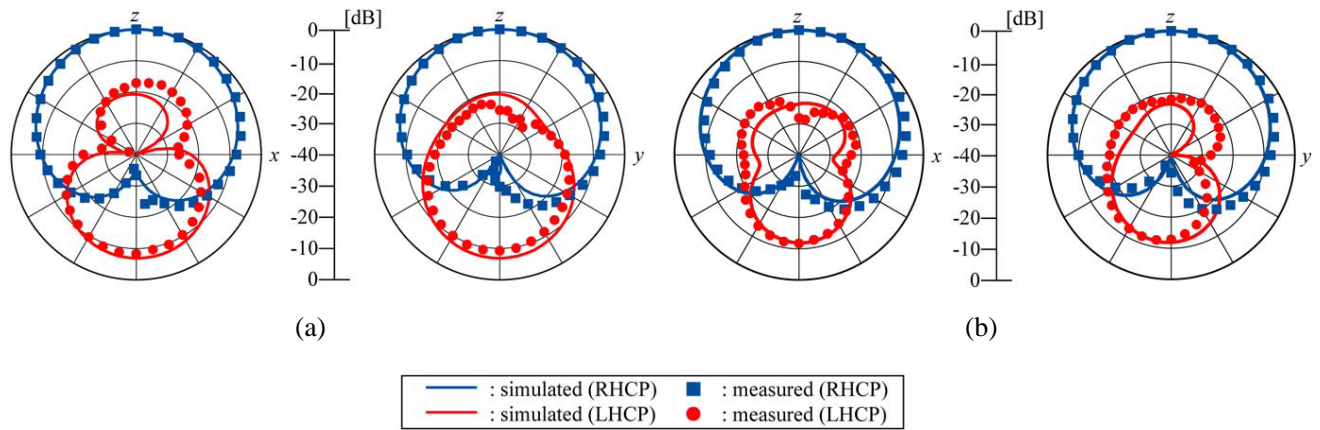 z
[dB]
z
z
[dB]
z
0
-10
-20
-30
-40
-30
-20
-10
0
x
y
0
-10
-20
-30
-40
-30
-20
-10
0
x
y
(a)
(b)
: simulated (RHCP)
: measured (RHCP)
: simulated (LHCP)
: measured (LHCP)